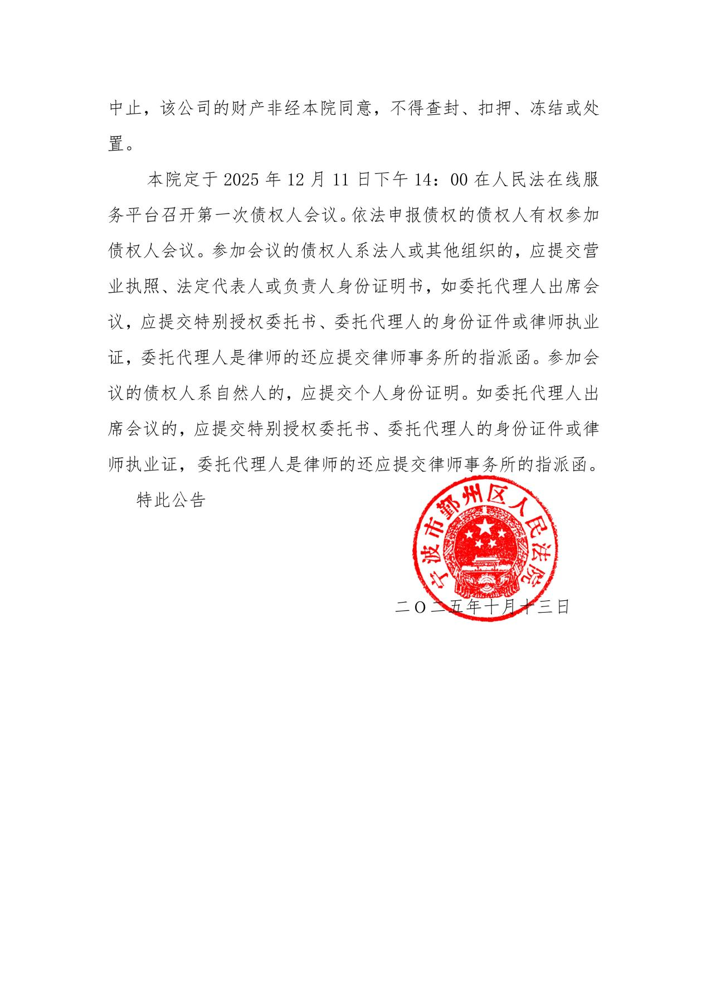 中止，该公司的财产非经本院同意，不得查封、扣押、冻结或处
置。
本院定于 2025 年 12 月 11 日下午 14：00 在人民法在线服
务平台召开第一次债权人会议。依法申报债权的债权人有权参加
债权人会议。参加会议的债权人系法人或其他组织的，应提交营
业执照、法定代表人或负责人身份证明书，如委托代理人出席会
议，应提交特别授权委托书、委托代理人的身份证件或律师执业
证，委托代理人是律师的还应提交律师事务所的指派函。参加会
议的债权人系自然人的，应提交个人身份证明。如委托代理人出
席会议的，应提交特别授权委托书、委托代理人的身份证件或律
师执业证，委托代理人是律师的还应提交律师事务所的指派函。
特此公告
宁波市鄞州区人民法院
二〇二五年十月十三日